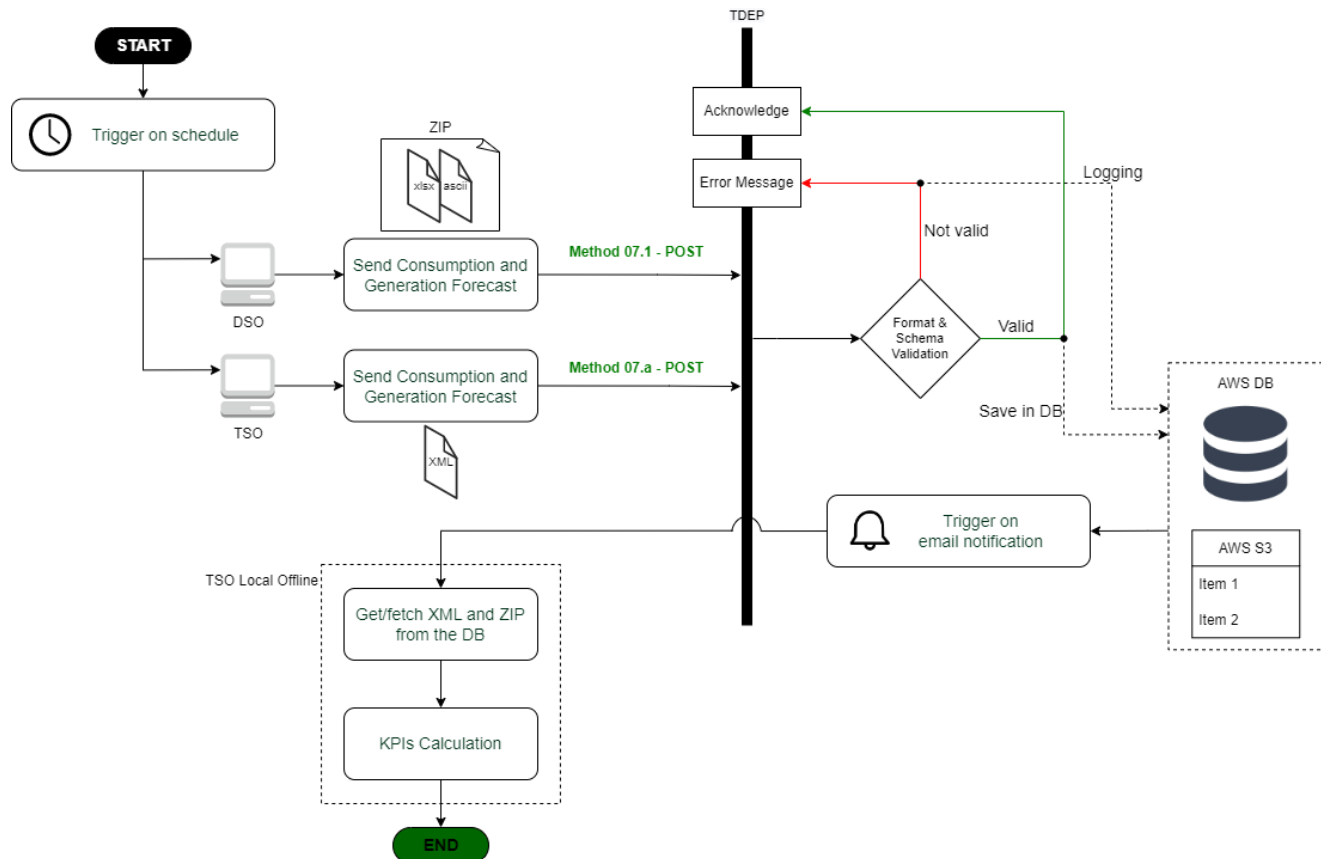 TDEP
START
Trigger on schedule
Acknowledge
ZIP
xlsx
ascii
Error Message
Logging
Not valid
Method 07.1 - POST
Send Consumption and
Generation Forecast
DSO
Format &
Schema
Validation
Valid
Method 07.a - POST
Send Consumption and
Generation Forecast
TSO
XML
Save in DB
AWS DB
Trigger on
email notification
AWS S3
Item 1
Item 2
TSO Local Offline
Get/fetch XML and ZIP
from the DB
KPIs Calculation
END